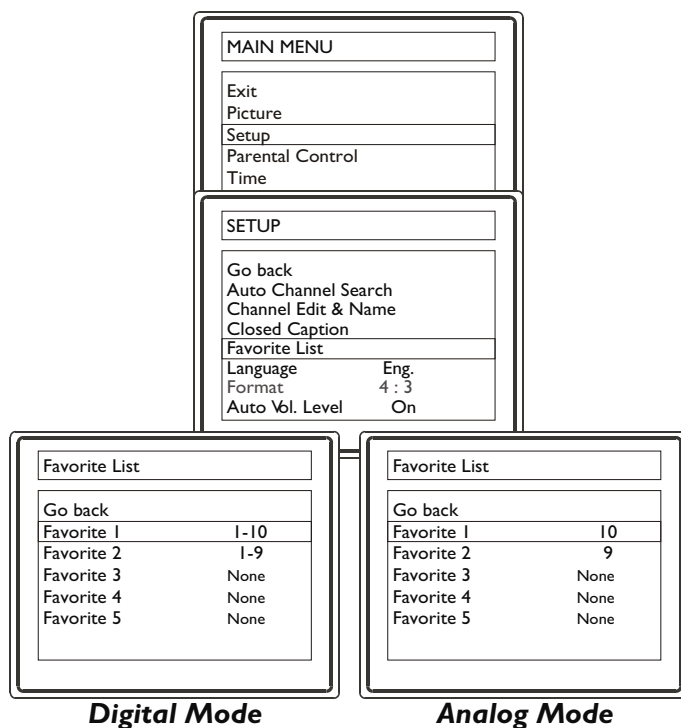 MAIN MENU
Exit
Picture
Setup
Parental Control
Time
SETUP
Go back
Auto Channel Search
Channel Edit & Name
Closed Caption
Favorite List
Language Eng.
Format 4 : 3
Auto Vol. Level On
Favorite List
Go back
Favorite 1 1-10
Favorite 2 1-9
Favorite 3 None
Favorite 4 None
Favorite 5 None
Digital Mode
Favorite List
Go back
Favorite 1 10
Favorite 2 9
Favorite 3 None
Favorite 4 None
Favorite 5 None
Analog Mode